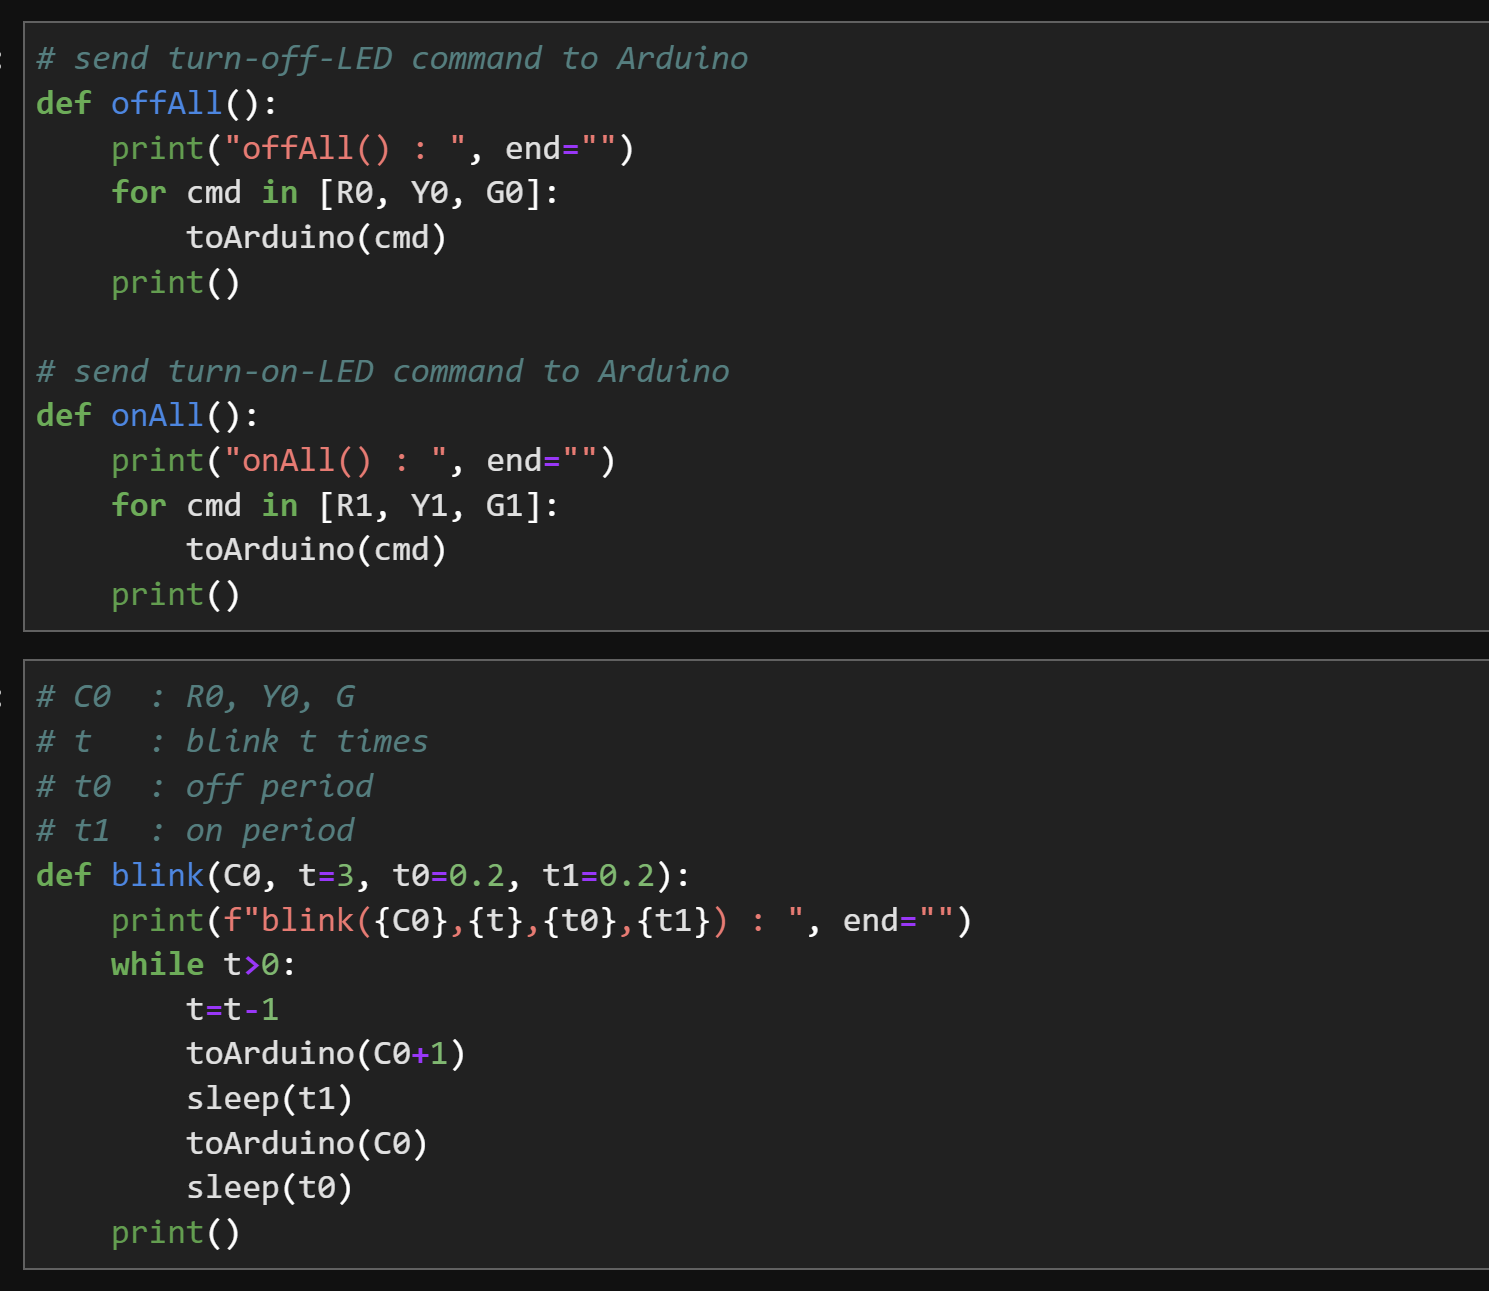 # send turn-off-LED command to Arduino
def offAll():
    print("offAll() : ", end="")
    for cmd in [R0, Y0, G0]:
        toArduino(cmd)
    print()

# send turn-on-LED command to Arduino
def onAll():
    print("onAll() : ", end="")
    for cmd in [R1, Y1, G1]:
        toArduino(cmd)
    print()

# C0  : R0, Y0, G
# t   : blink t times
# t0  : off period
# t1  : on period
def blink(C0, t=3, t0=0.2, t1=0.2):
    print(f"blink({C0},{t},{t0},{t1}) : ", end="")
    while t>0:
        t=t-1
        toArduino(C0+1)
        sleep(t1)
        toArduino(C0)
        sleep(t0)
    print()